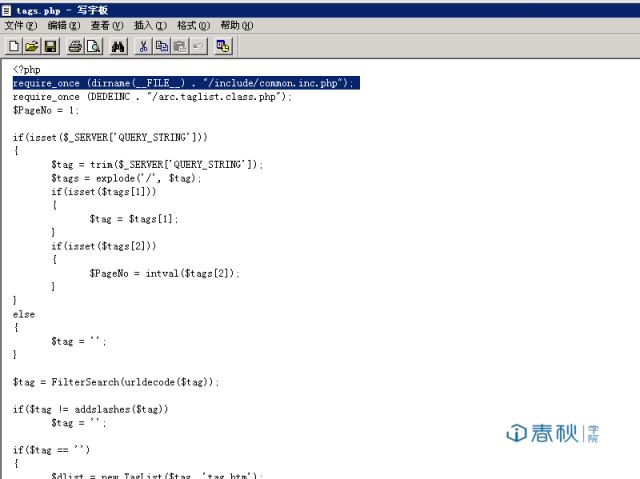 tags.php - 写字板
文件(F) 编辑(E) 查看(V) 插入(I) 格式(O) 帮助(H)
<?php
require_once (dirname(__FILE__) . "/include/common.inc.php");
require_once (DEDEINC . "/arc.taglist.class.php");
$PageNo = 1;
if(isset($_SERVER['QUERY_STRING']))
{
$tag = trim($_SERVER['QUERY_STRING']);
$tags = explode('/', $tag);
if(isset($tags[1]))
{
$tag = $tags[1];
}
if(isset($tags[2]))
{
$PageNo = intval($tags[2]);
}
}
else
{
$tag = '';
}
$tag = FilterSearch(urldecode($tag));
if($tag != addslashes($tag))
$tag = '';
if($tag == '')
{
$dlist = new TagList($tag, 'tag.htm');
春秋学院